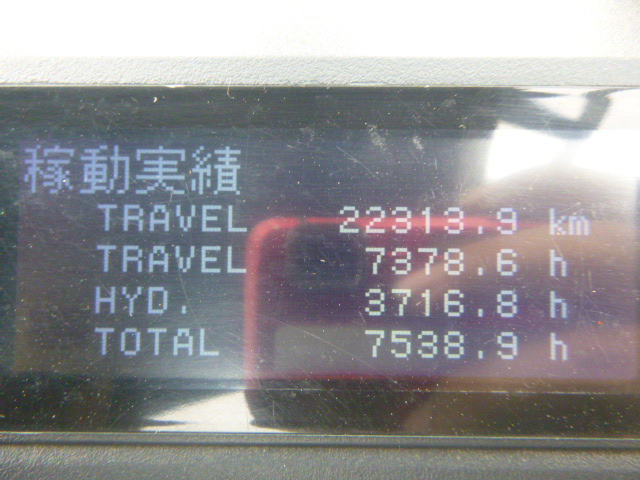 稼動実績
TRAVEL 22313.9 km
TRAVEL 7378.6 h
HYD. 3716.8 h
TOTAL 7538.9 h